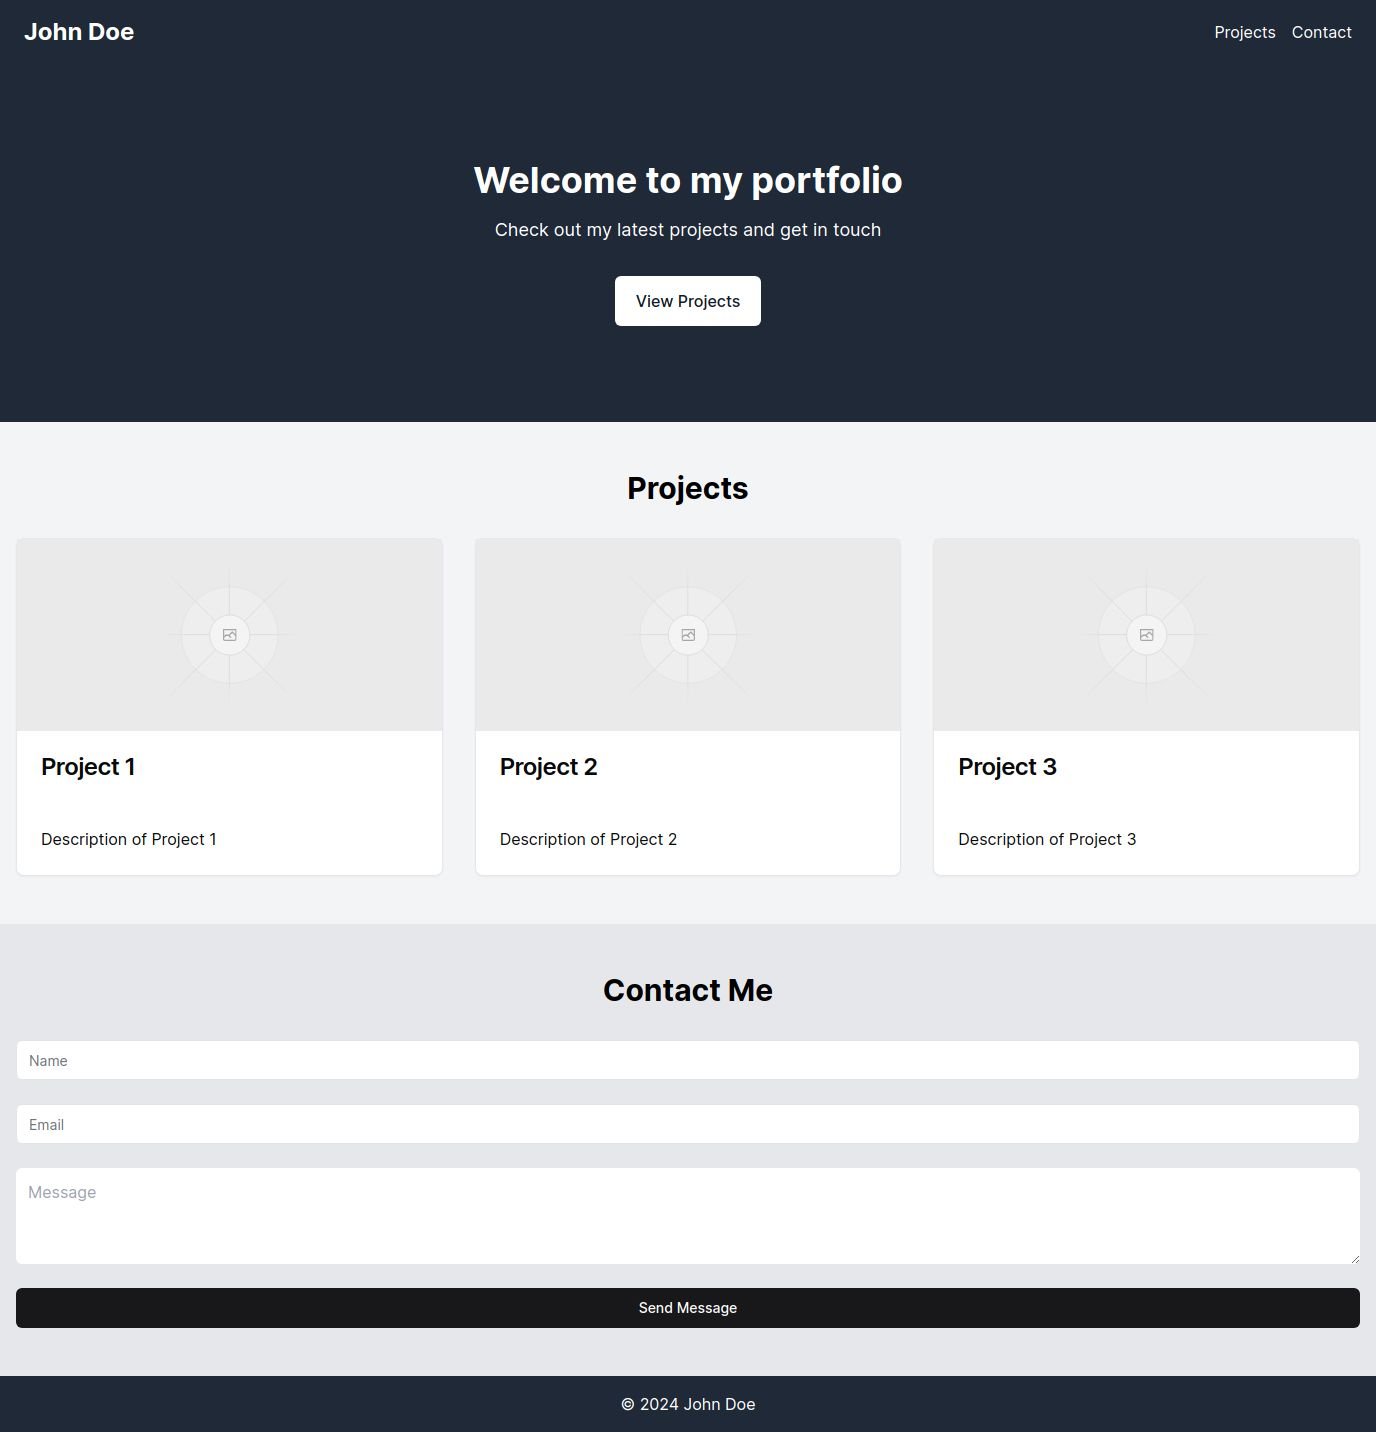 John Doe
Projects Contact
Welcome to my portfolio
Check out my latest projects and get in touch
View Projects
Projects
Project 1
Description of Project 1
Project 2
Description of Project 2
Project 3
Description of Project 3
Contact Me
Name
Email
Message
Send Message
© 2024 John Doe